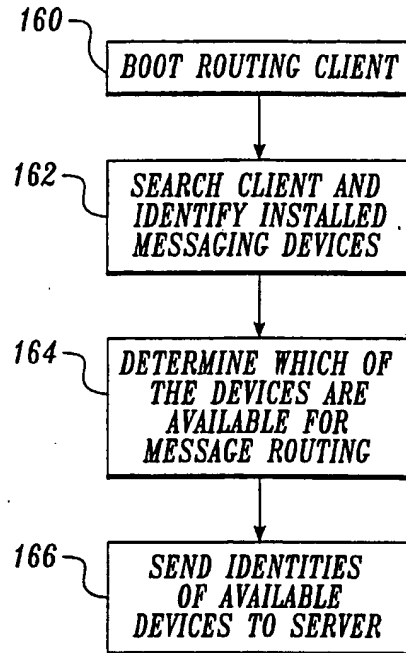 160
BOOT ROUTING CLIENT
162
SEARCH CLIENT AND
IDENTIFY INSTALLED
MESSAGING DEVICES
164
DETERMINE WHICH OF
THE DEVICES ARE
AVAILABLE FOR
MESSAGE ROUTING
166
SEND IDENTITIES
OF AVAILABLE
DEVICES TO SERVER